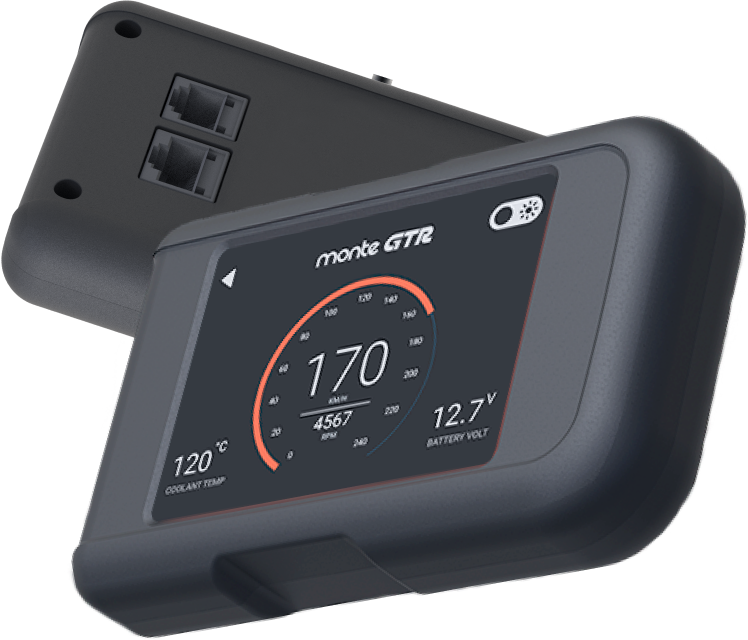 monte GTR
0
20
40
60
80
100
120
140
160
180
200
220
240
170
KM/H
4567
RPM
120 °C
COOLANT TEMP
12.7 V
BATTERY VOLT